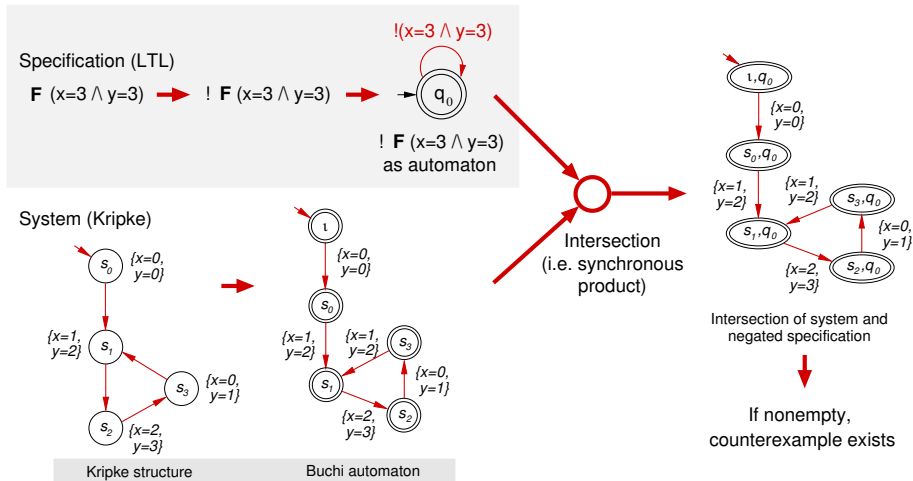 Specification (LTL)
F (x=3 /\ y=3)
! F (x=3 /\ y=3)
!(x=3 /\ y=3)
q0
! F (x=3 /\ y=3)
as automaton
System (Kripke)
s0
{x=0,
y=0}
{x=1,
y=2}
s1
s3
{x=0,
y=1}
s2
{x=2,
y=3}
Kripke structure
ι
{x=0,
y=0}
s0
{x=1,
y=2}
{x=1,
y=2}
s3
s1
{x=0,
y=1}
s2
{x=2,
y=3}
Buchi automaton
Intersection
(i.e. synchronous
product)
ι,q0
{x=0,
y=0}
s0,q0
{x=1,
y=2}
{x=1,
y=2}
s3,q0
s1,q0
{x=0,
y=1}
s2,q0
{x=2,
y=3}
Intersection of system and
negated specification
If nonempty,
counterexample exists